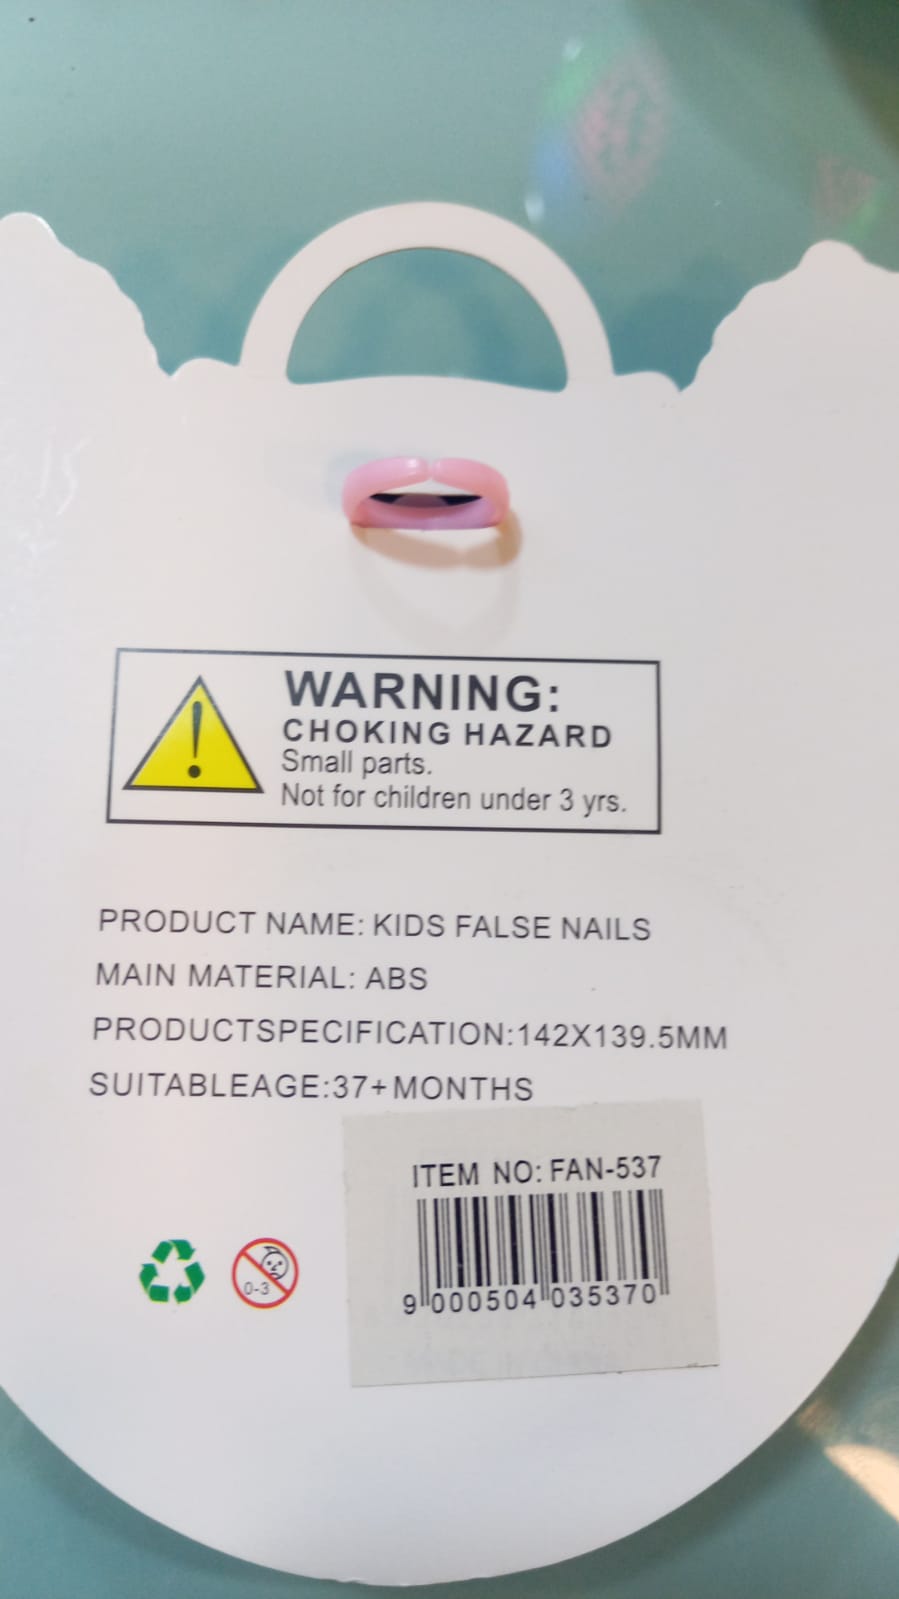 WARNING:
CHOKING HAZARD
Small parts.
Not for children under 3 yrs.
PRODUCT NAME: KIDS FALSE NAILS
MAIN MATERIAL: ABS
PRODUCTSPECIFICATION:142X139.5MM
SUITABLEAGE:37+MONTHS
ITEM NO: FAN-537
9 000504 035370
0-3